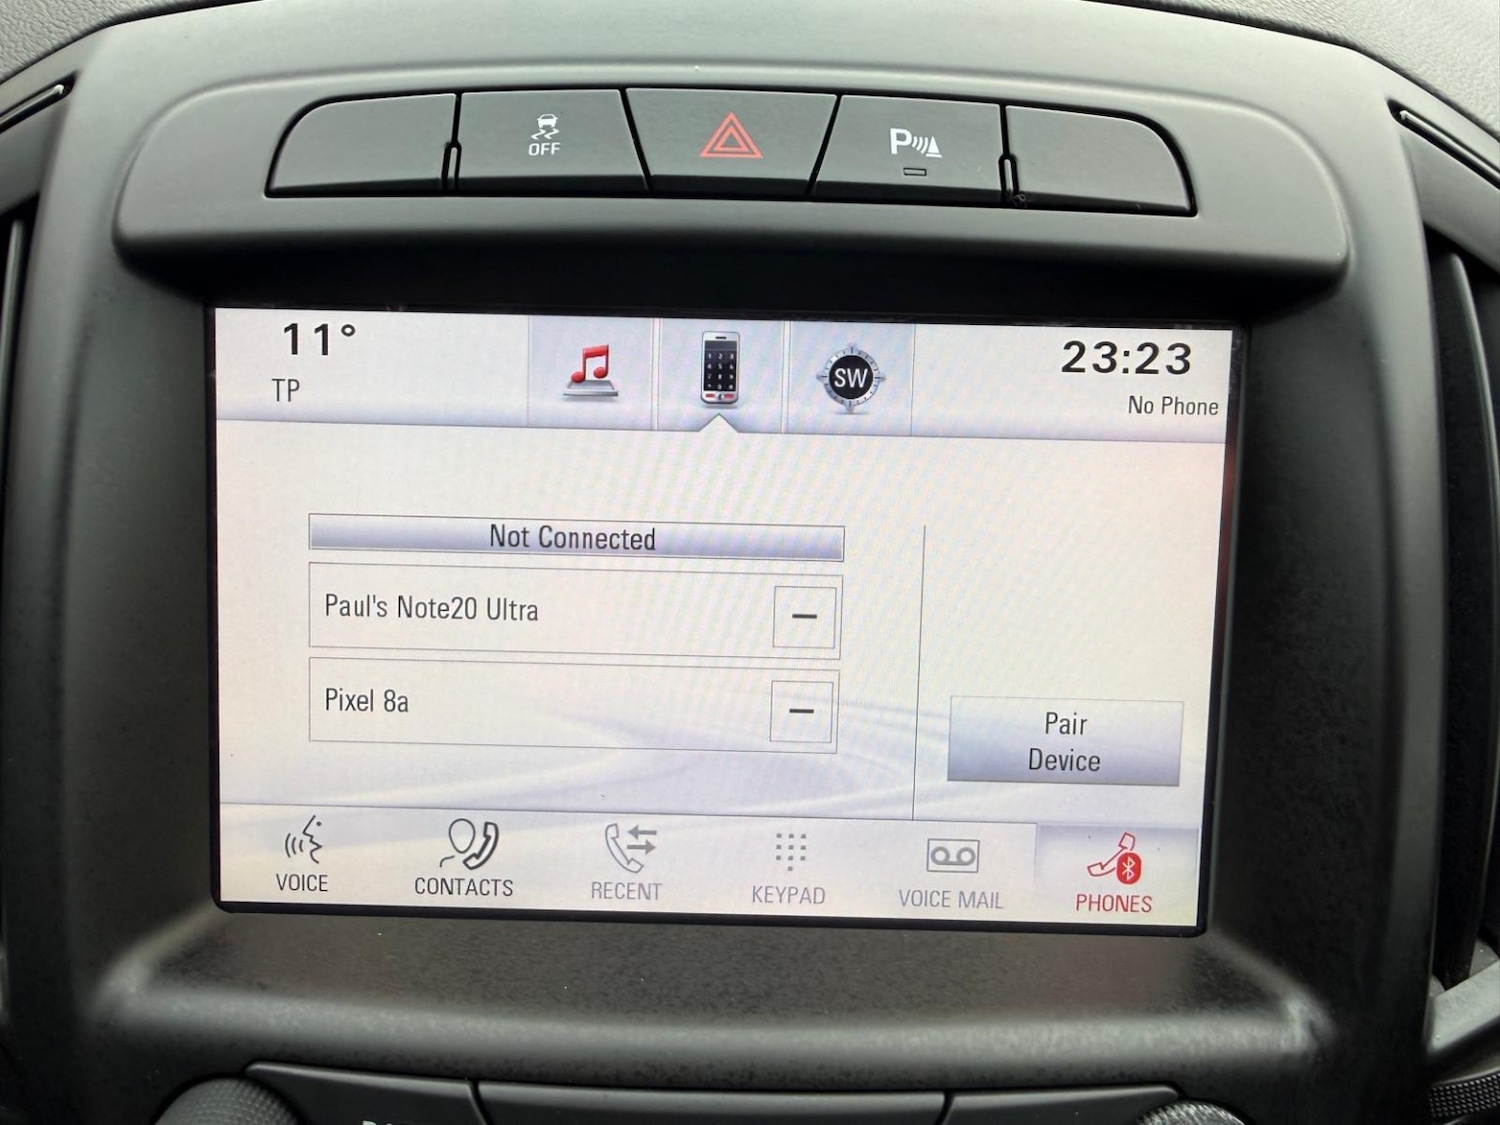 OFF
P
11°
TP
SW
23:23
No Phone
Not Connected
Paul's Note20 Ultra
Pixel 8a
Pair
Device
VOICE
CONTACTS
RECENT
KEYPAD
VOICE MAIL
PHONES